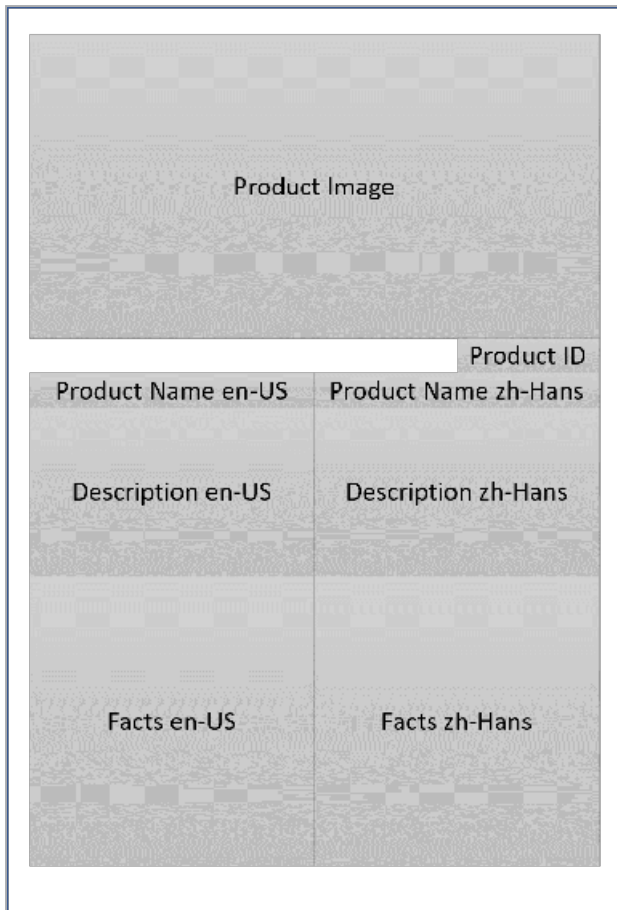 Product Image
Product ID
Product Name en-US
Product Name zh-Hans
Description en-US
Description zh-Hans
Facts en-US
Facts zh-Hans